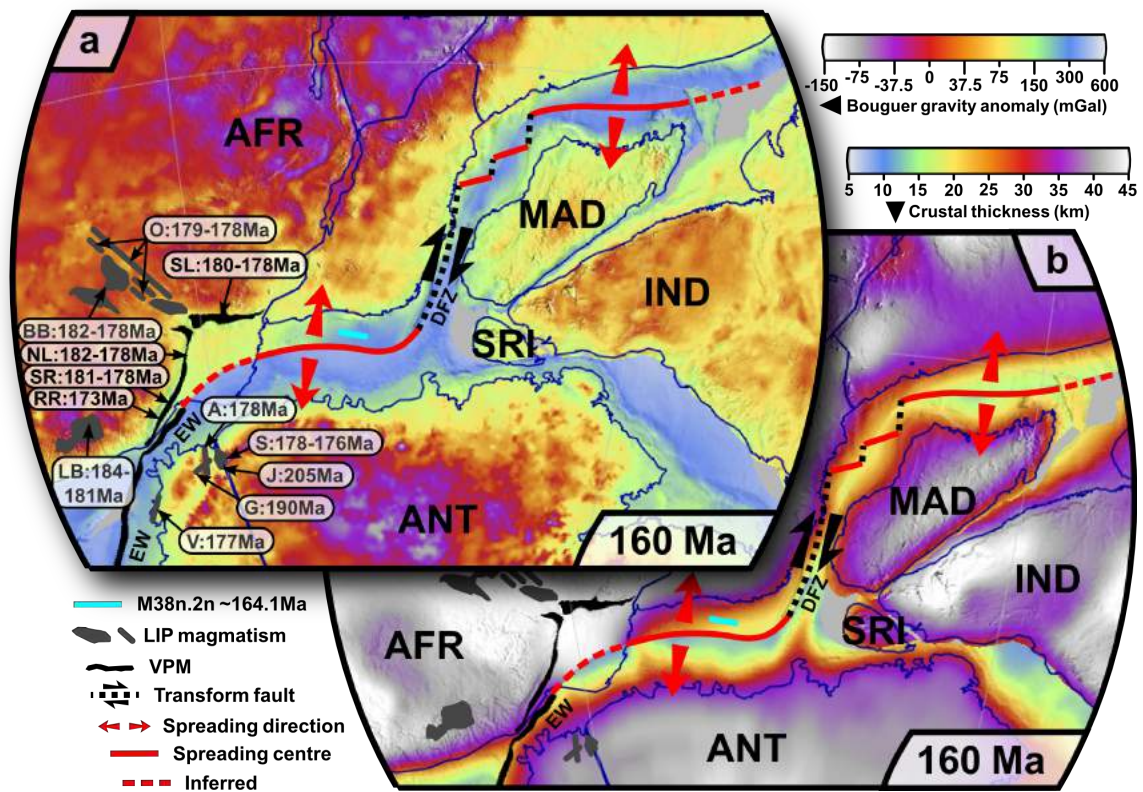 a
AFR
MAD
IND
SRI
DFZ
ANT
EW
EW
O:179-178Ma
SL:180-178Ma
BB:182-178Ma
NL:182-178Ma
SR:181-178Ma
RR:173Ma
A:178Ma
S:178-176Ma
J:205Ma
G:190Ma
V:177Ma
LB:184-
181Ma
160 Ma
-150 -75 -37.5 0 37.5 75 150 300 600
Bouguer gravity anomaly (mGal)
5 10 15 20 25 30 35 40 45
Crustal thickness (km)
b
MAD
IND
DFZ
SRI
AFR
EW
ANT
160 Ma
M38n.2n ~164.1Ma
LIP magmatism
VPM
Transform fault
Spreading direction
Spreading centre
Inferred